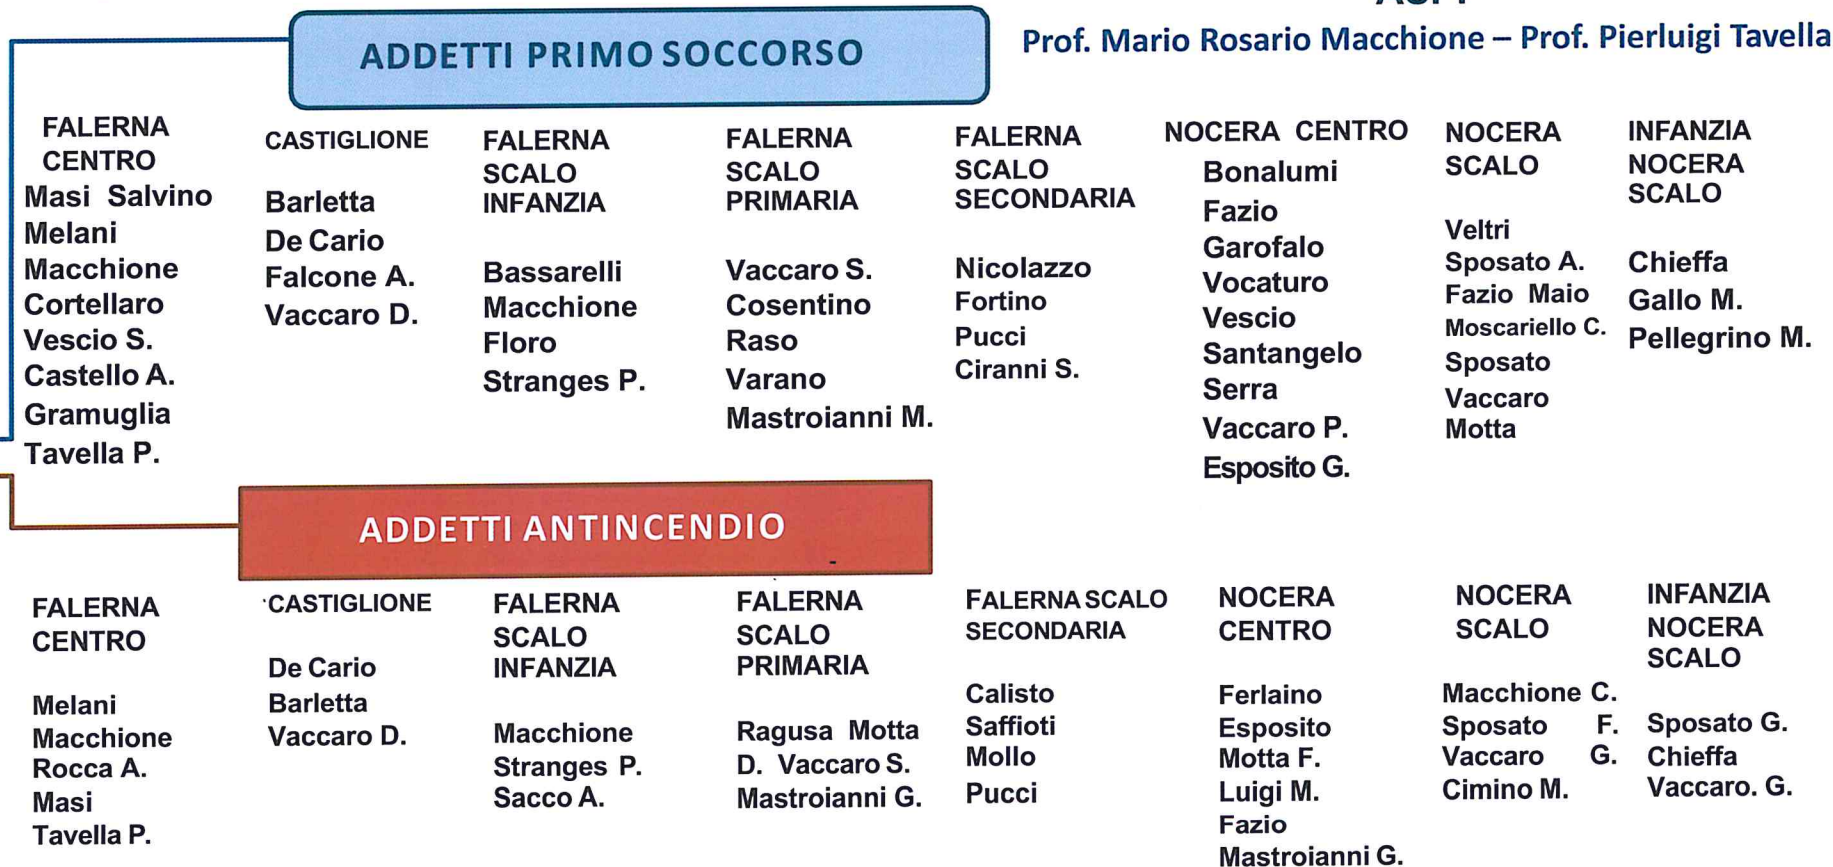 Prof. Mario Rosario Macchione – Prof. Pierluigi Tavella
ADDETTI PRIMO SOCCORSO
FALERNA
CENTRO
Masi Salvino
Melani
Macchione
Cortellaro
Vescio S.
Castello A.
Gramuglia
Tavella P.
CASTIGLIONE
Barletta
De Cario
Falcone A.
Vaccaro D.
FALERNA
SCALO
INFANZIA
Bassarelli
Macchione
Floro
Stranges P.
FALERNA
SCALO
PRIMARIA
Vaccaro S.
Cosentino
Raso
Varano
Mastroianni M.
FALERNA
SCALO
SECONDARIA
Nicolazzo
Fortino
Pucci
Ciranni S.
NOCERA CENTRO
Bonalumi
Fazio
Garofalo
Vocaturo
Vescio
Santangelo
Serra
Vaccaro P.
Esposito G.
NOCERA
SCALO
Veltri
Sposato A.
Fazio Maio
Moscariello C.
Sposato
Vaccaro
Motta
INFANZIA
NOCERA
SCALO
Chieffa
Gallo M.
Pellegrino M.
ADDETTI ANTINCENDIO
FALERNA
CENTRO
Melani
Macchione
Rocca A.
Masi
Tavella P.
CASTIGLIONE
De Cario
Barletta
Vaccaro D.
FALERNA
SCALO
INFANZIA
Macchione
Stranges P.
Sacco A.
FALERNA
SCALO
PRIMARIA
Ragusa Motta
D. Vaccaro S.
Mastroianni G.
FALERNA SCALO
SECONDARIA
Calisto
Saffioti
Mollo
Pucci
NOCERA
CENTRO
Ferlaino
Esposito
Motta F.
Luigi M.
Fazio
Mastroianni G.
NOCERA
SCALO
Macchione C.
Sposato F.
Vaccaro G.
Cimino M.
INFANZIA
NOCERA
SCALO
Sposato G.
Chieffa
Vaccaro. G.